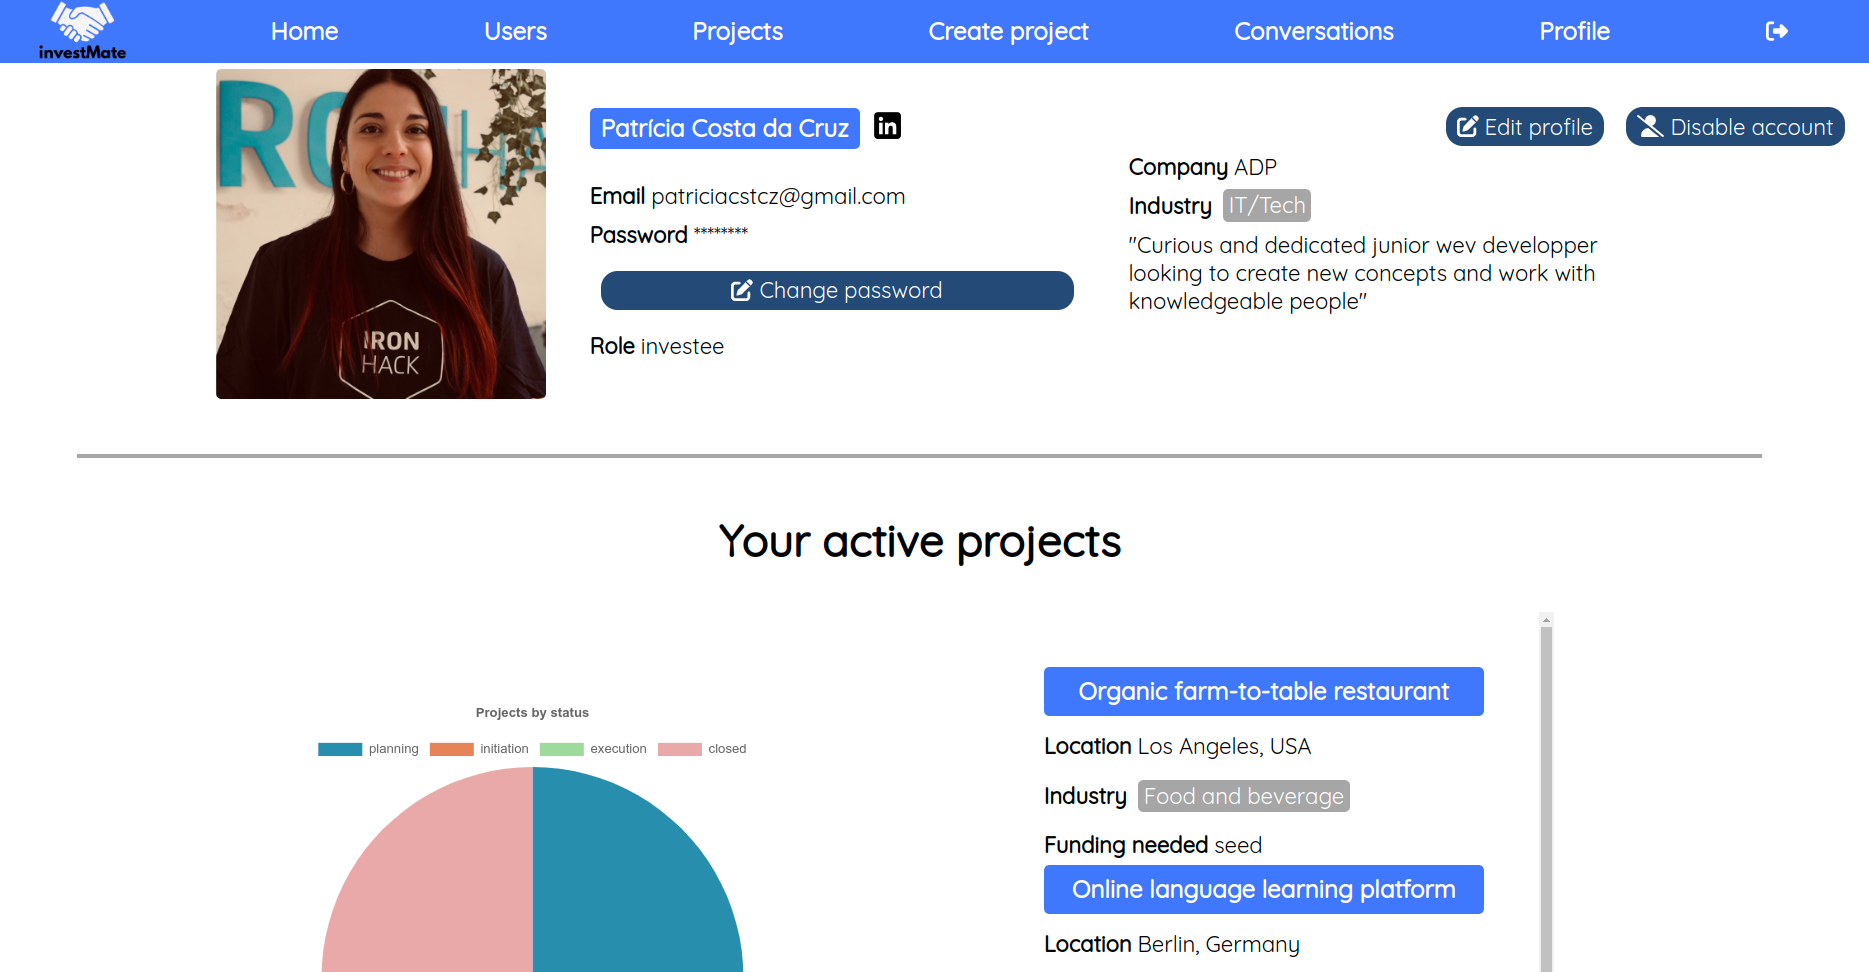 investMate
Home
Users
Projects
Create project
Conversations
Profile
IRON
HACK
Patrícia Costa da Cruz
in
Email patriciacstcz@gmail.com
Password ********
Change password
Role investee
Edit profile
Disable account
Company ADP
Industry IT/Tech
"Curious and dedicated junior wev developper
looking to create new concepts and work with
knowledgeable people"
Your active projects
Projects by status
planning
initiation
execution
closed
Organic farm-to-table restaurant
Location Los Angeles, USA
Industry Food and beverage
Funding needed seed
Online language learning platform
Location Berlin, Germany